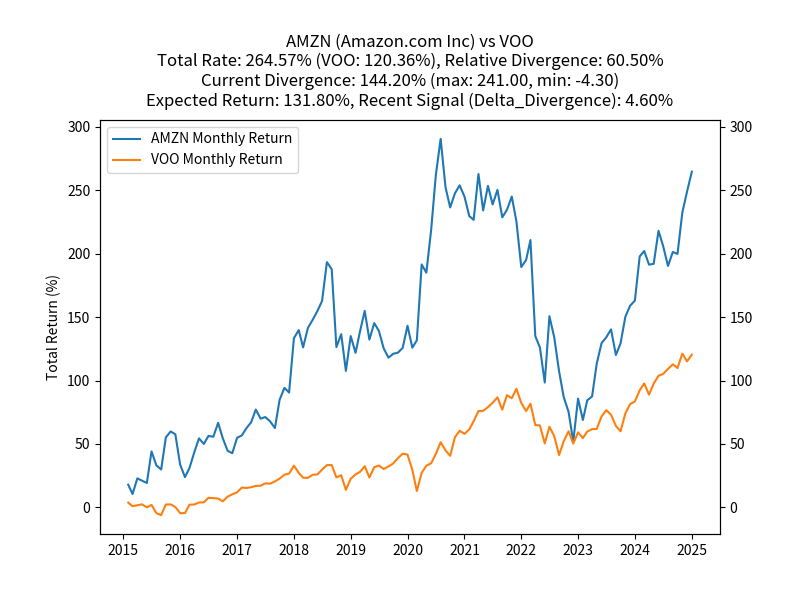 AMZN (Amazon.com Inc) vs VOO
Total Rate: 264.57% (VOO: 120.36%), Relative Divergence: 60.50%
Current Divergence: 144.20% (max: 241.00, min: -4.30)
Expected Return: 131.80%, Recent Signal (Delta_Divergence): 4.60%
AMZN Monthly Return
VOO Monthly Return
Total Return (%)
300
250
200
150
100
50
0
300
250
200
150
100
50
0
2015 2016 2017 2018 2019 2020 2021 2022 2023 2024 2025